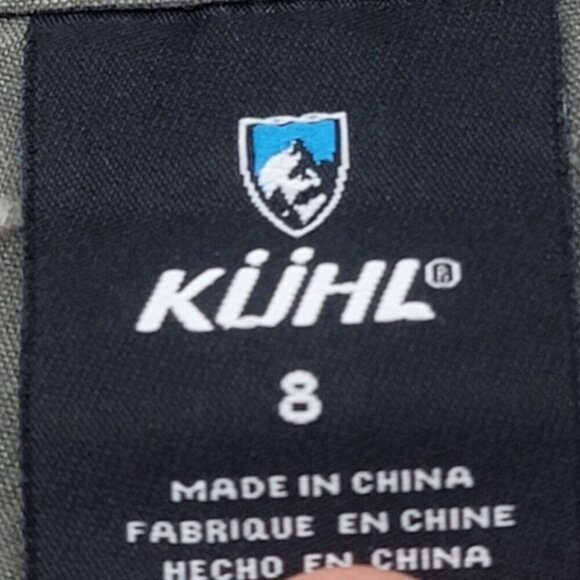 KÜHL®
8
MADE IN CHINA
FABRIQUE EN CHINE
HECHO EN CHINA